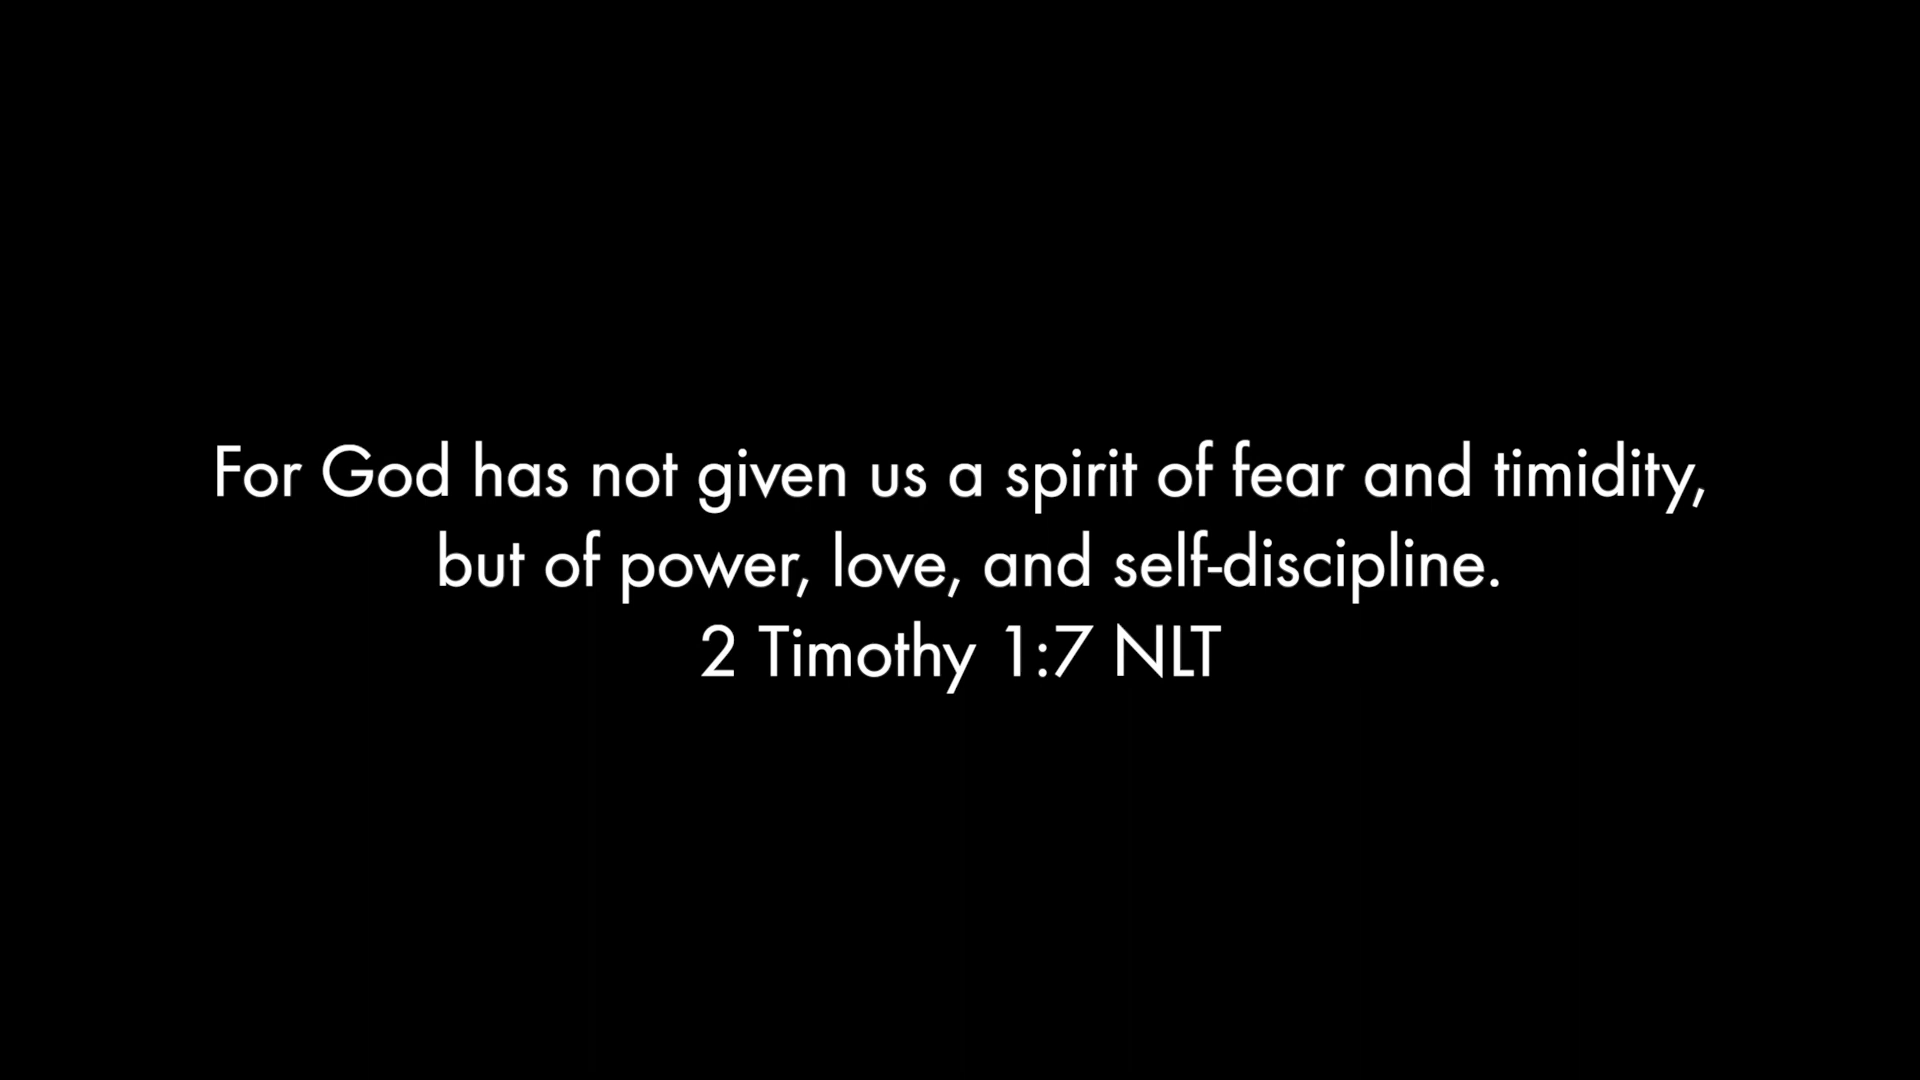 For God has not given us a spirit of fear and timidity,
but of power, love, and self-discipline.
2 Timothy 1:7 NLT